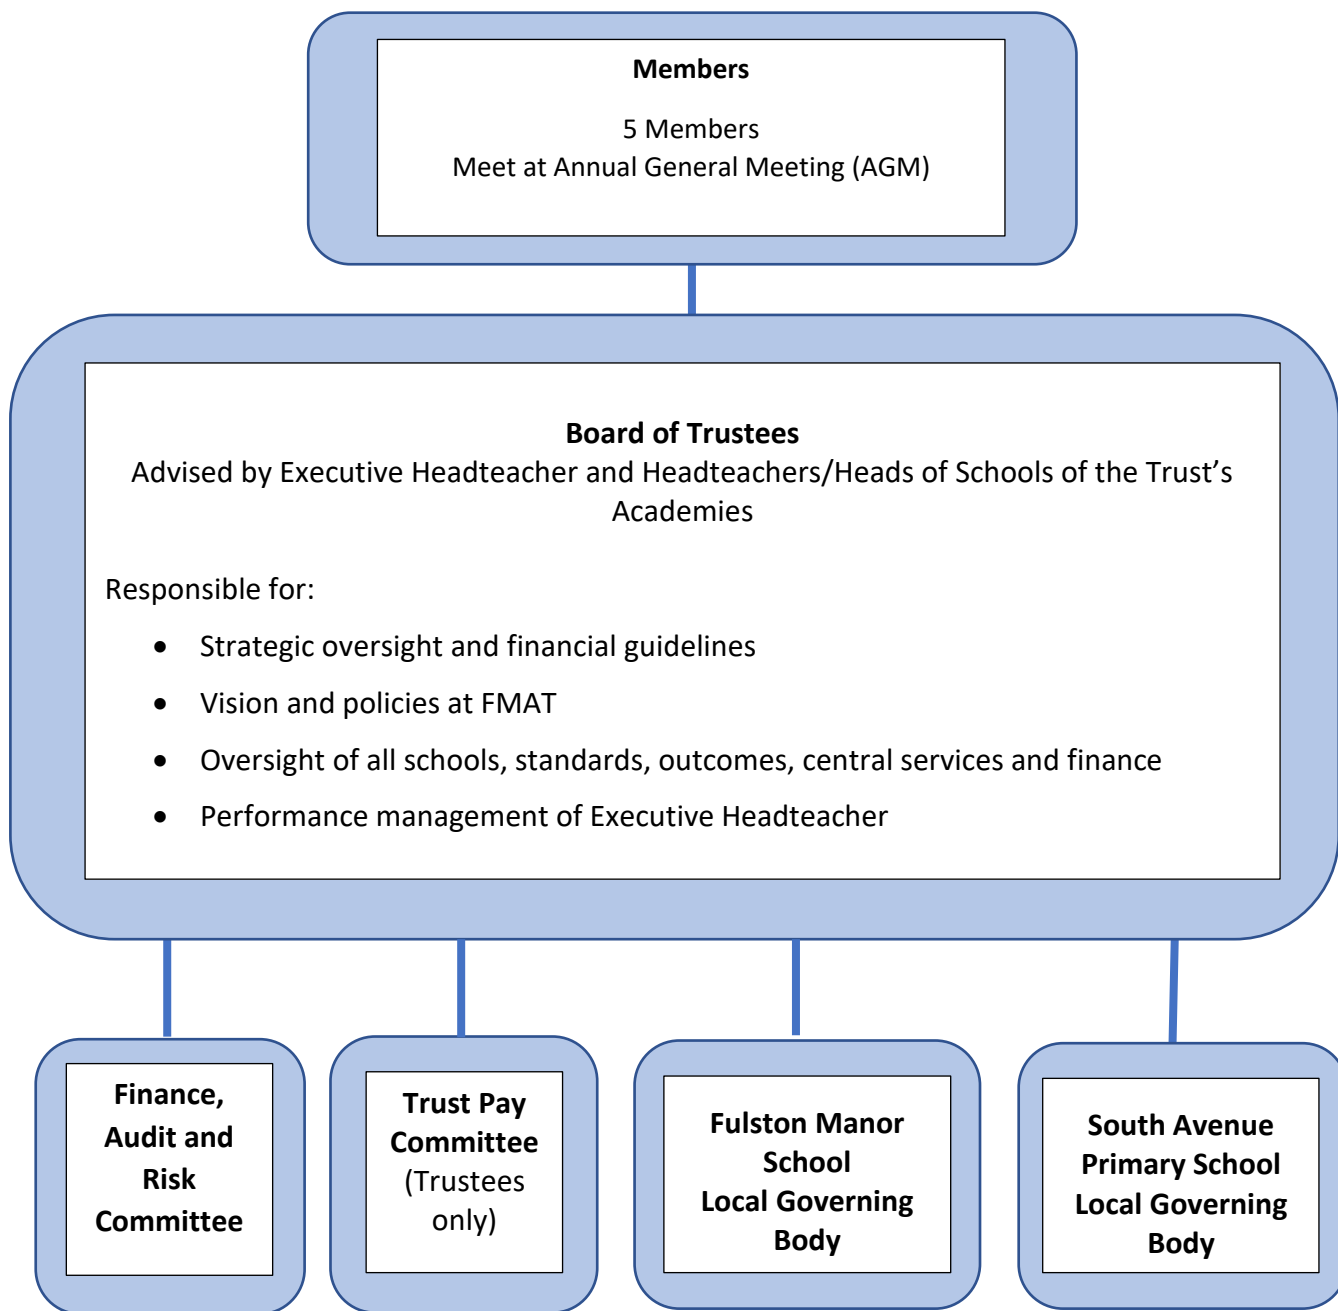 Members
5 Members
Meet at Annual General Meeting (AGM)
Board of Trustees
Advised by Executive Headteacher and Headteachers/Heads of Schools of the Trust’s
Academies
Responsible for:
• Strategic oversight and financial guidelines
• Vision and policies at FMAT
• Oversight of all schools, standards, outcomes, central services and finance
• Performance management of Executive Headteacher
Finance,
Audit and
Risk
Committee
Trust Pay
Committee
(Trustees
only)
Fulston Manor
School
Local Governing
Body
South Avenue
Primary School
Local Governing
Body